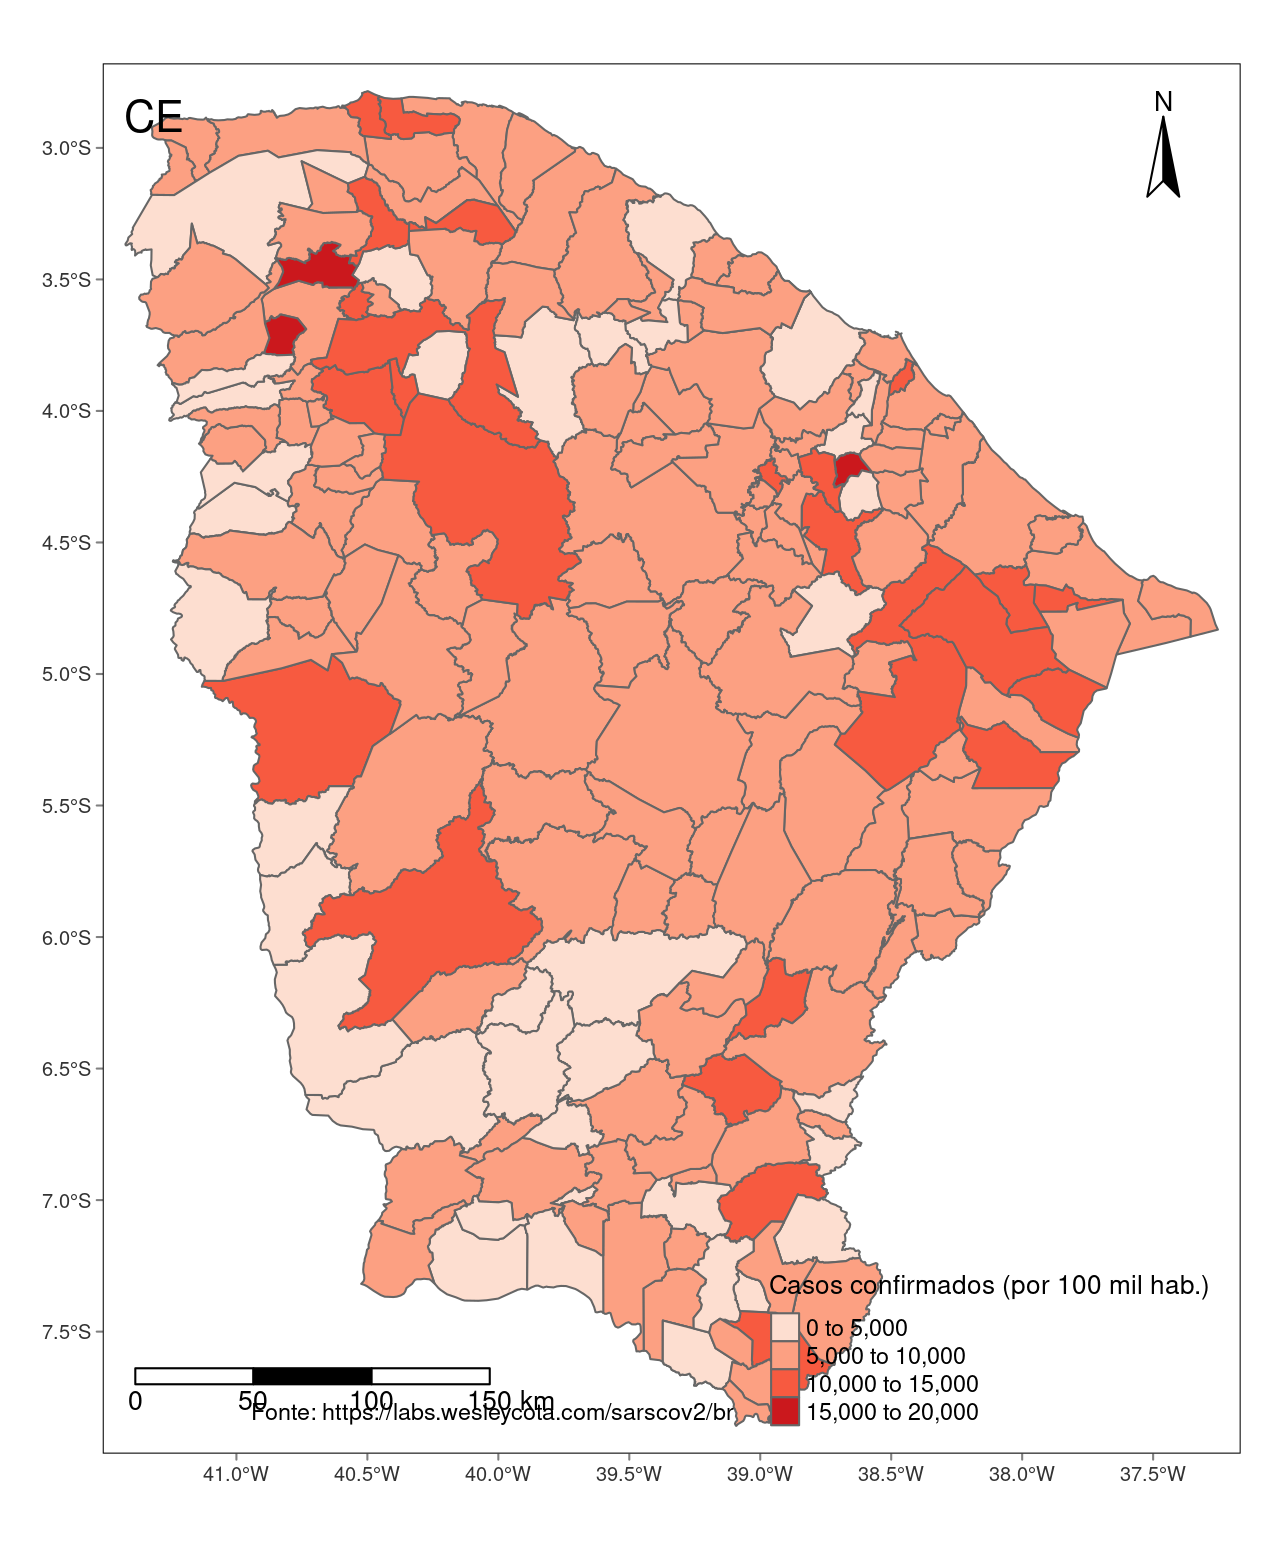 CE
N
3.0°S
3.5°S
4.0°S
4.5°S
5.0°S
5.5°S
6.0°S
6.5°S
7.0°S
7.5°S
Casos confirmados (por 100 mil hab.)
0 to 5,000
5,000 to 10,000
10,000 to 15,000
15,000 to 20,000
0 50 100 150 km
Fonte: https://labs.wesleycota.com/sarscov2/br
41.0°W 40.5°W 40.0°W 39.5°W 39.0°W 38.5°W 38.0°W 37.5°W